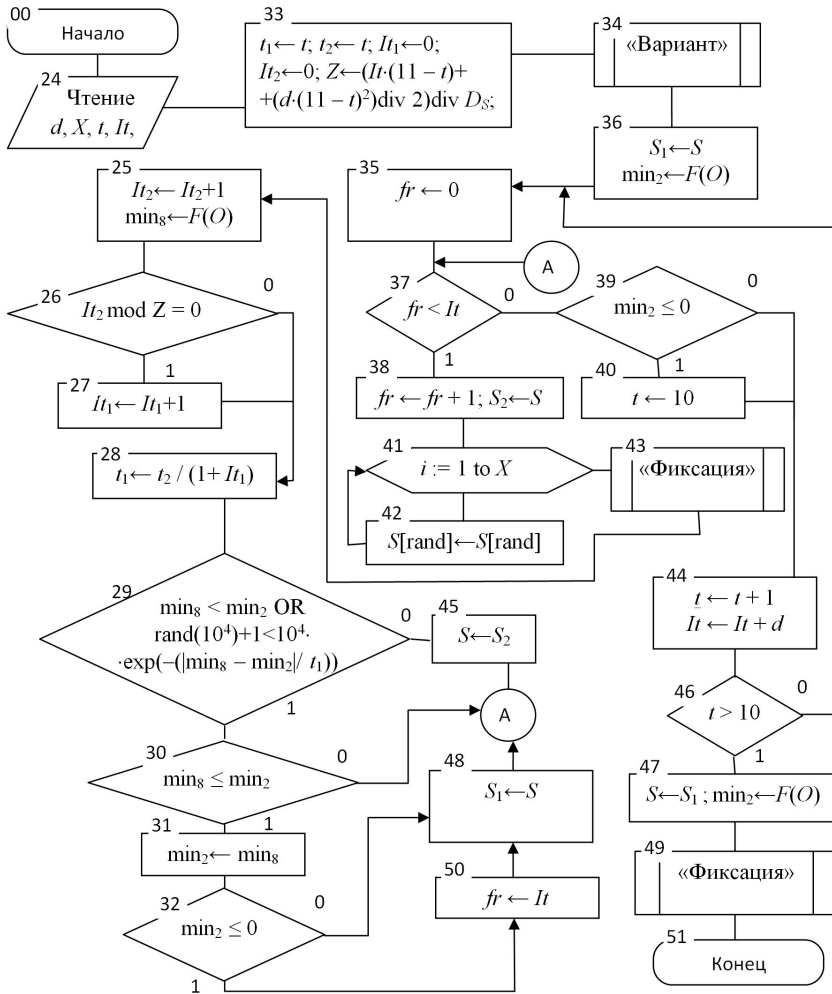 00
Начало
24
Чтение
d, X, t, It,
33
t₁← t; t₂← t; It₁←0;
It₂←0; Z←(It·(11 – t)+
+(d·(11 – t)²)div 2)div D_S;
34
«Вариант»
36
S₁←S
min₂←F(O)
25
It₂← It₂+1
min₈←F(O)
35
fr ← 0
A
26
It₂ mod Z = 0
0
1
37
fr < It
0
1
39
min₂ ≤ 0
0
1
27
It₁← It₁+1
38
fr ← fr + 1; S₂←S
40
t ← 10
28
t₁← t₂ / (1+ It₁)
41
i := 1 to X
43
«Фиксация»
42
S[rand]←S[rand]
29
min₈ < min₂ OR
rand(10⁴)+1<10⁴·
·exp(–(|min₈ – min₂|/ t₁))
0
1
45
S←S₂
44
t ← t + 1
It ← It + d
A
46
t > 10
0
1
30
min₈ ≤ min₂
0
1
48
S₁←S
47
S←S₁ ; min₂←F(O)
31
min₂← min₈
49
«Фиксация»
50
fr ← It
32
min₂ ≤ 0
0
1
51
Конец